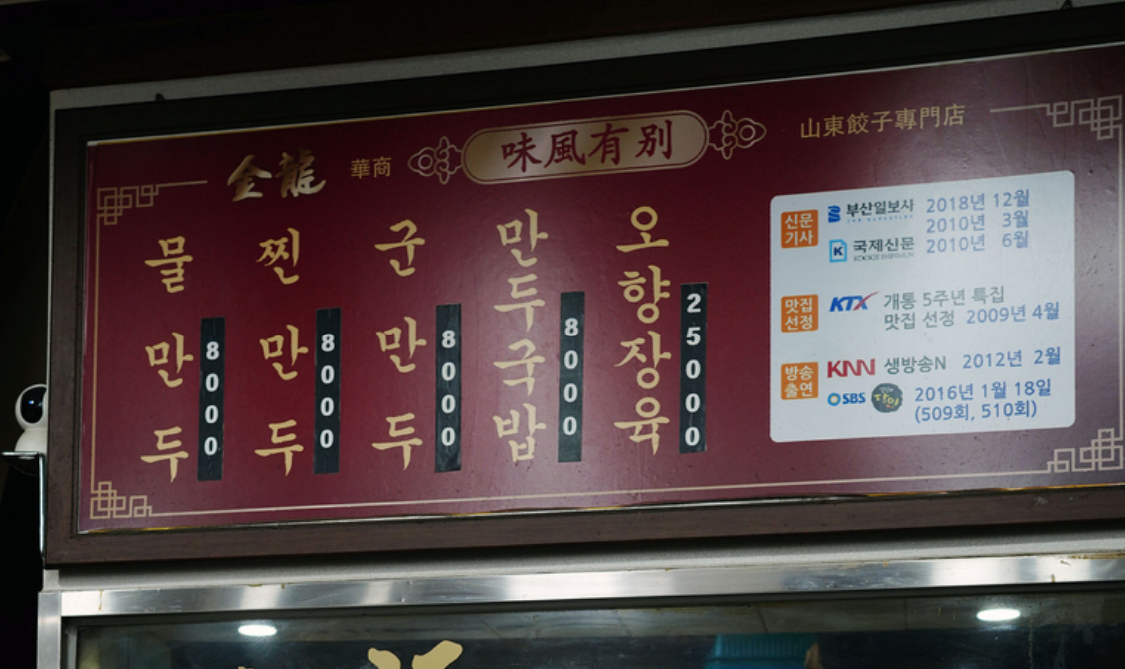 金龍 華商 味風有别 山東餃子專門店
물만두 8000
찐만두 8000
군만두 8000
만두국밥 8000
오향장육 25000
신문
기사
부산일보사 2018년 12월
2010년 3월
국제신문 2010년 6월
맛집
선정
KTX 개통 5주년 특집
맛집 선정 2009년 4월
방송
출연
KNN 생방송N 2012년 2월
SBS 달인 2016년 1월 18일
(509회, 510회)